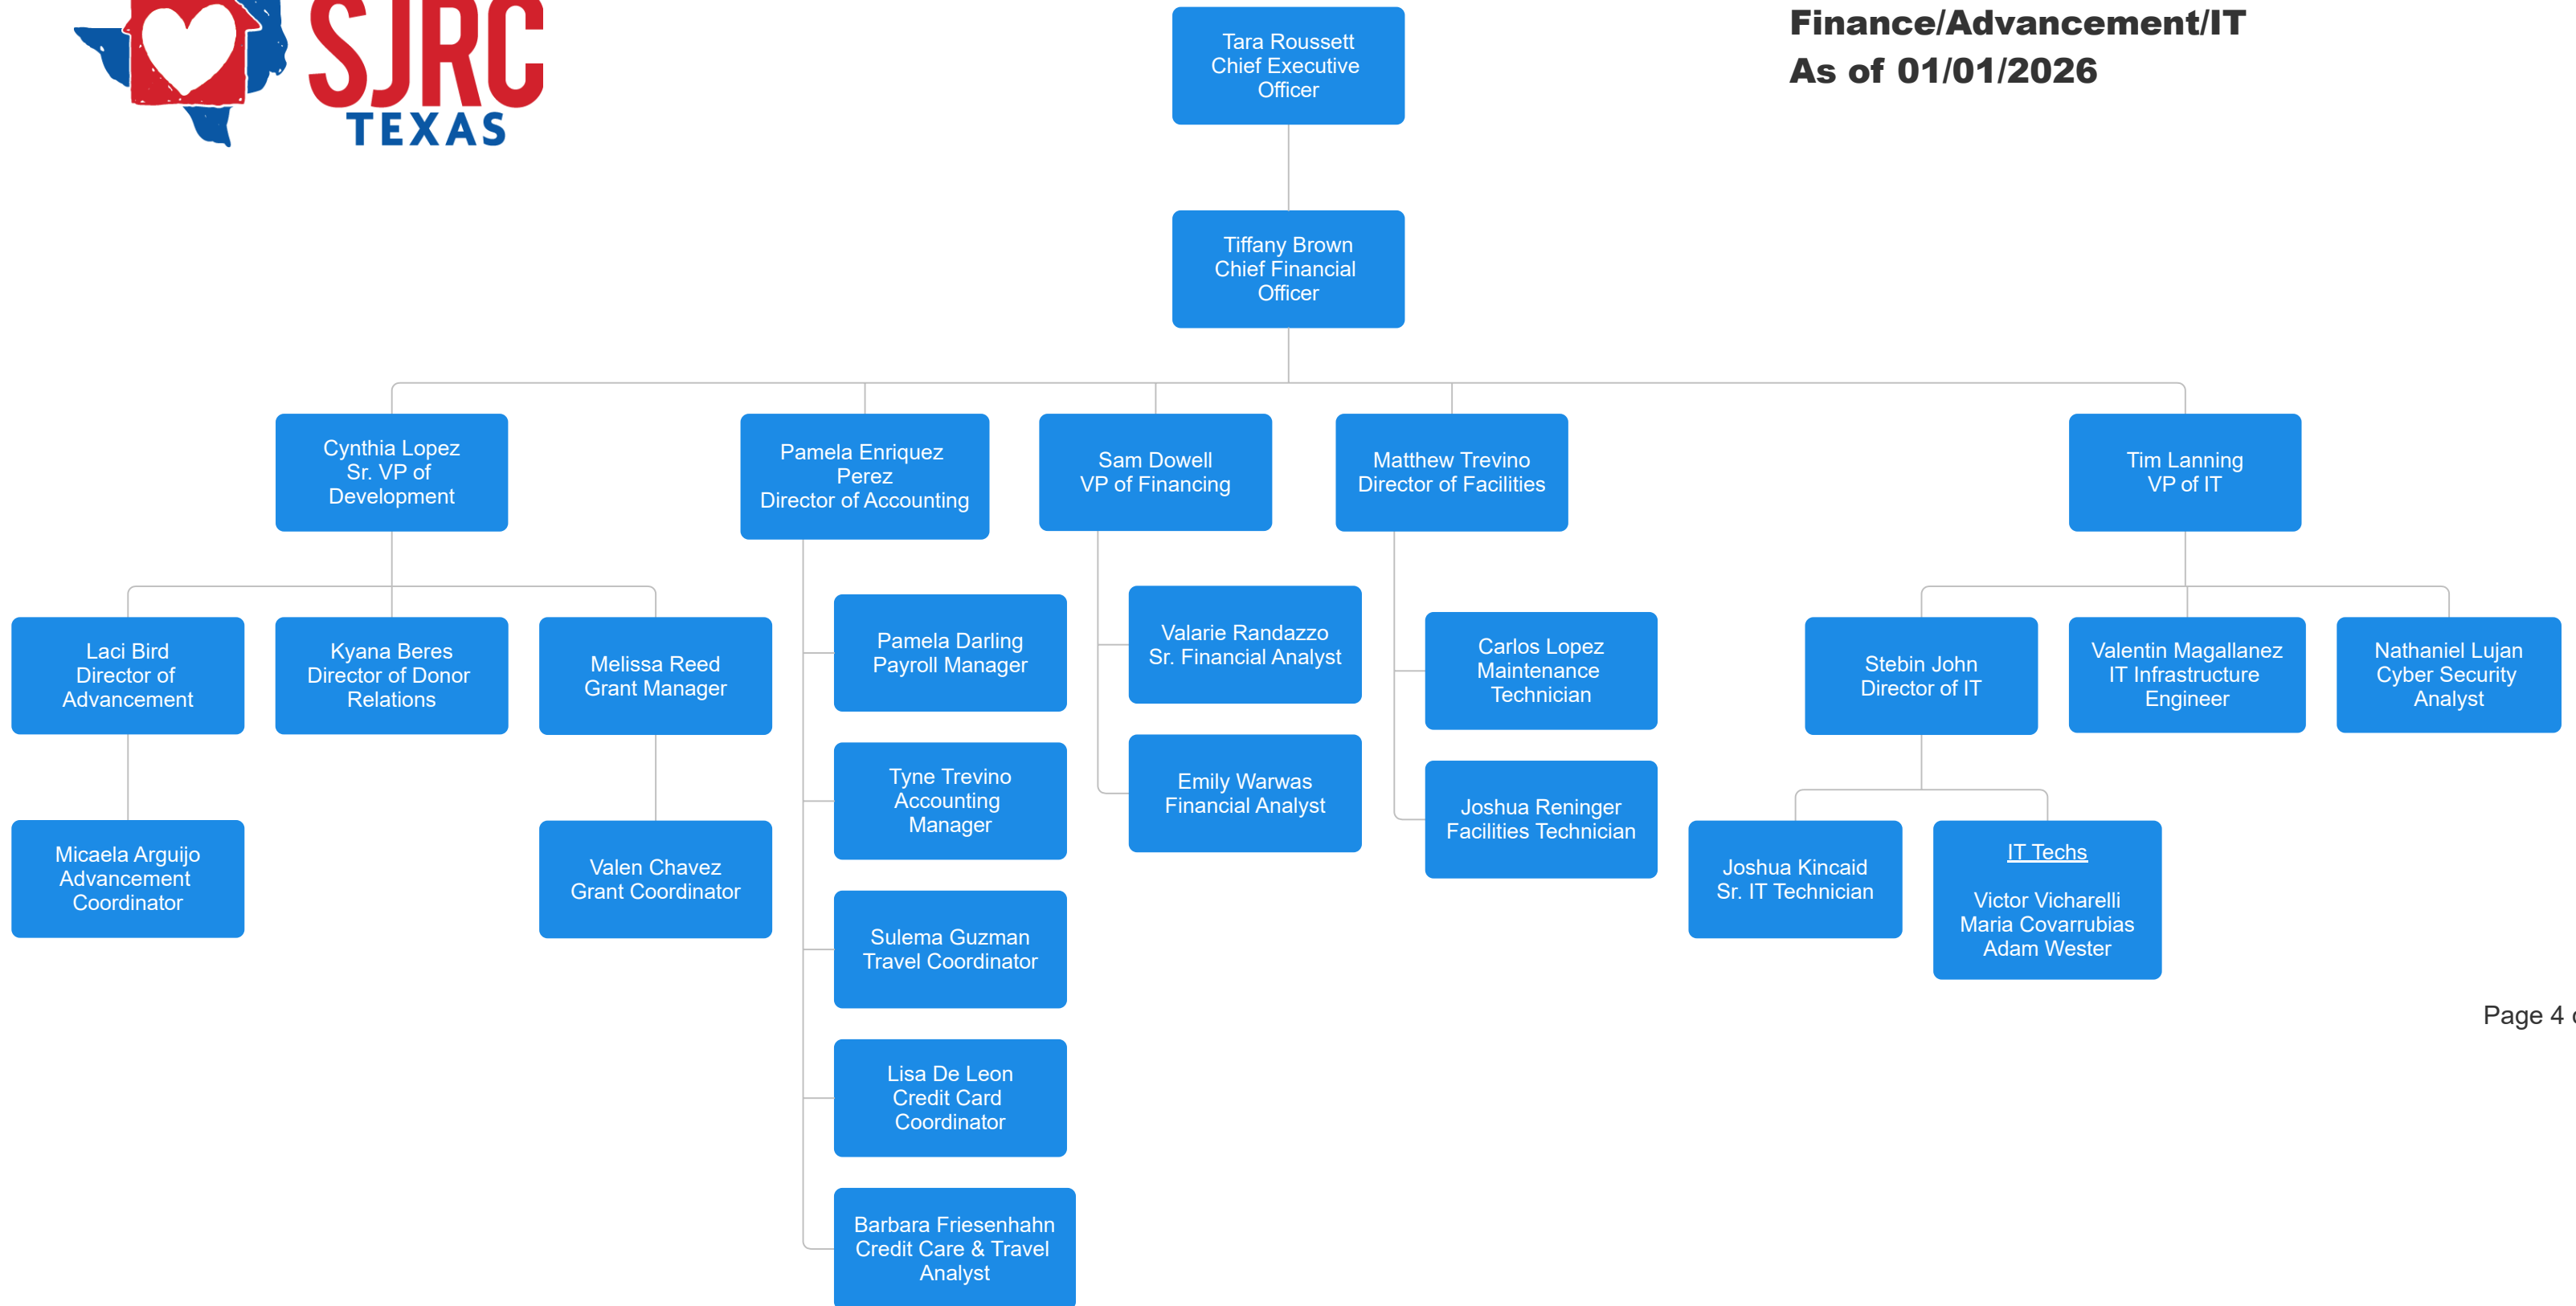 SJRC
TEXAS
Finance/Advancement/IT
As of 01/01/2026
Tara Roussett
Chief Executive
Officer
Tiffany Brown
Chief Financial
Officer
Cynthia Lopez
Sr. VP of
Development
Pamela Enriquez
Perez
Director of Accounting
Sam Dowell
VP of Financing
Matthew Trevino
Director of Facilities
Tim Lanning
VP of IT
Laci Bird
Director of
Advancement
Kyana Beres
Director of Donor
Relations
Melissa Reed
Grant Manager
Micaela Arguijo
Advancement
Coordinator
Valen Chavez
Grant Coordinator
Pamela Darling
Payroll Manager
Tyne Trevino
Accounting
Manager
Sulema Guzman
Travel Coordinator
Lisa De Leon
Credit Card
Coordinator
Barbara Friesenhahn
Credit Care & Travel
Analyst
Valarie Randazzo
Sr. Financial Analyst
Emily Warwas
Financial Analyst
Carlos Lopez
Maintenance
Technician
Joshua Reninger
Facilities Technician
Stebin John
Director of IT
Valentin Magallanez
IT Infrastructure
Engineer
Nathaniel Lujan
Cyber Security
Analyst
Joshua Kincaid
Sr. IT Technician
IT Techs
Victor Vicharelli
Maria Covarrubias
Adam Wester
Page 4